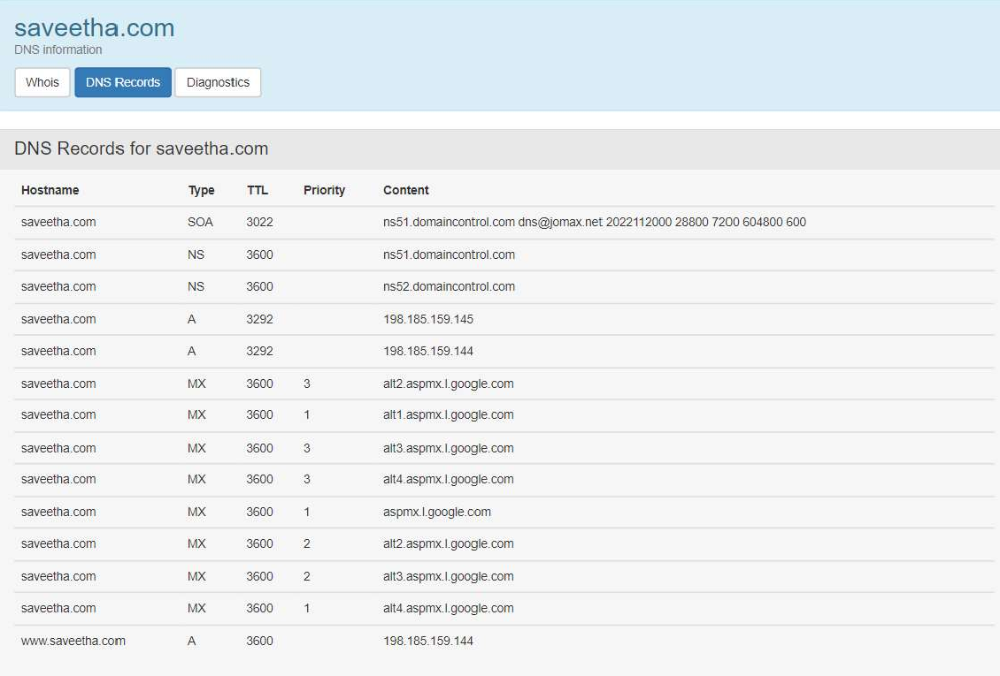 saveetha.com
DNS information
Whois DNS Records Diagnostics
DNS Records for saveetha.com
Hostname Type TTL Priority Content
saveetha.com SOA 3022 ns51.domaincontrol.com dns@jomax.net 2022112000 28800 7200 604800 600
saveetha.com NS 3600 ns51.domaincontrol.com
saveetha.com NS 3600 ns52.domaincontrol.com
saveetha.com A 3292 198.185.159.145
saveetha.com A 3292 198.185.159.144
saveetha.com MX 3600 3 alt2.aspmx.l.google.com
saveetha.com MX 3600 1 alt1.aspmx.l.google.com
saveetha.com MX 3600 3 alt3.aspmx.l.google.com
saveetha.com MX 3600 3 alt4.aspmx.l.google.com
saveetha.com MX 3600 1 aspmx.l.google.com
saveetha.com MX 3600 2 alt2.aspmx.l.google.com
saveetha.com MX 3600 2 alt3.aspmx.l.google.com
saveetha.com MX 3600 1 alt4.aspmx.l.google.com
www.saveetha.com A 3600 198.185.159.144